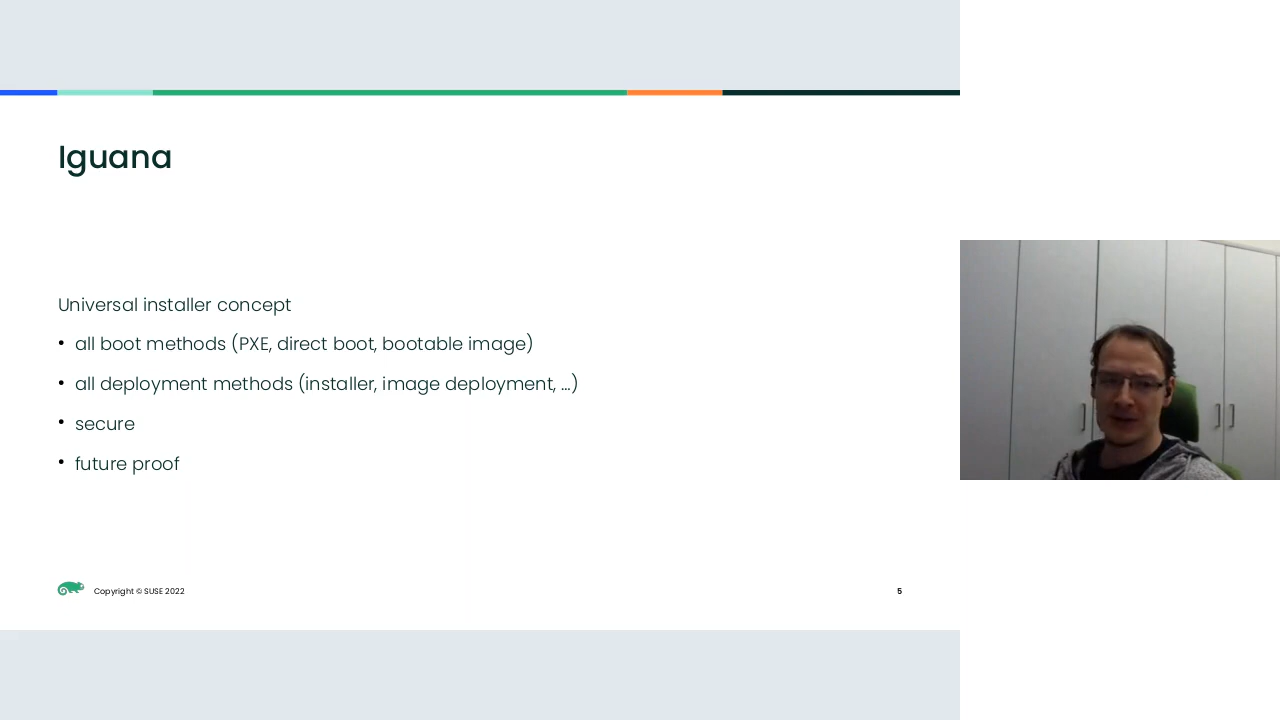 Iguana
Universal installer concept
• all boot methods (PXE, direct boot, bootable image)
• all deployment methods (installer, image deployment, ...)
• secure
• future proof
Copyright © SUSE 2022
5